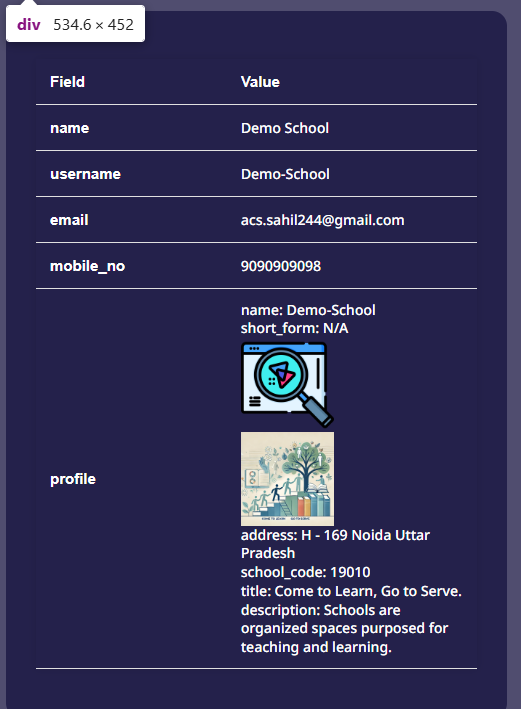 div 534.6 × 452
Field Value
name Demo School
username Demo-School
email acs.sahil244@gmail.com
mobile_no 9090909098
name: Demo-School
short_form: N/A
profile
COME TO LEARN GO TO SERVE
address: H - 169 Noida Uttar
Pradesh
school_code: 19010
title: Come to Learn, Go to Serve.
description: Schools are
organized spaces purposed for
teaching and learning.